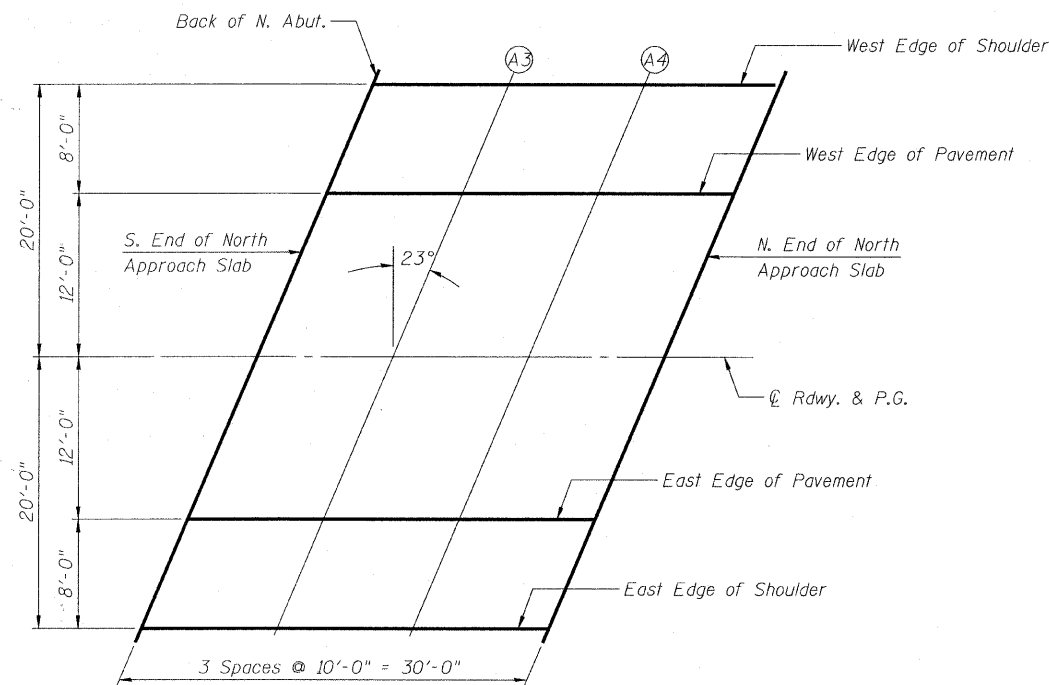 Back of N. Abut.
A3
A4
West Edge of Shoulder
8'-0"
West Edge of Pavement
20'-0"
S. End of North
Approach Slab
23°
N. End of North
Approach Slab
12'-0"
℄ Rdwy. & P.G.
12'-0"
20'-0"
East Edge of Pavement
8'-0"
East Edge of Shoulder
3 Spaces @ 10'-0" = 30'-0"